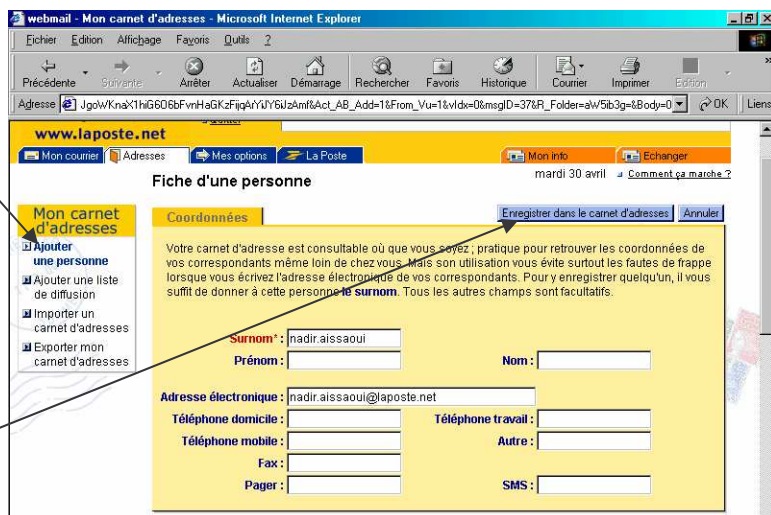 webmail - Mon carnet d'adresses - Microsoft Internet Explorer
Fichier Edition Affichage Favoris Outils ?
Précédente Suivante Arrêter Actualiser Démarrage Rechercher Favoris Historique Courrier Imprimer Edition
Adresse JgoWKnaX1hiG6O6bFvnHaGKzFijqArYiJY6iJzAmf&Act_AB_Add=1&From_Vu=1&vIdx=0&msgID=37&R_Folder=aW5ib3g=&Body=0 OK Liens
www.laposte.net
Mon courrier Adresses Mes options La Poste Mon info Echanger
Fiche d'une personne mardi 30 avril Comment ça marche ?
Mon carnet d'adresses
Ajouter une personne
Ajouter une liste de diffusion
Importer un carnet d'adresses
Exporter mon carnet d'adresses
Coordonnées Enregistrer dans le carnet d'adresses Annuler
Votre carnet d'adresse est consultable où que vous soyez ; pratique pour retrouver les coordonnées de
vos correspondants même loin de chez vous. Mais son utilisation vous évite surtout les fautes de frappe
lorsque vous écrivez l'adresse électronique de vos correspondants. Pour y enregistrer quelqu'un, il vous
suffit de donner à cette personne le surnom. Tous les autres champs sont facultatifs.
Surnom* : nadir.aissaoui
Prénom : Nom :
Adresse électronique : nadir.aissaoui@laposte.net
Téléphone domicile : Téléphone travail :
Téléphone mobile : Autre :
Fax :
Pager : SMS :